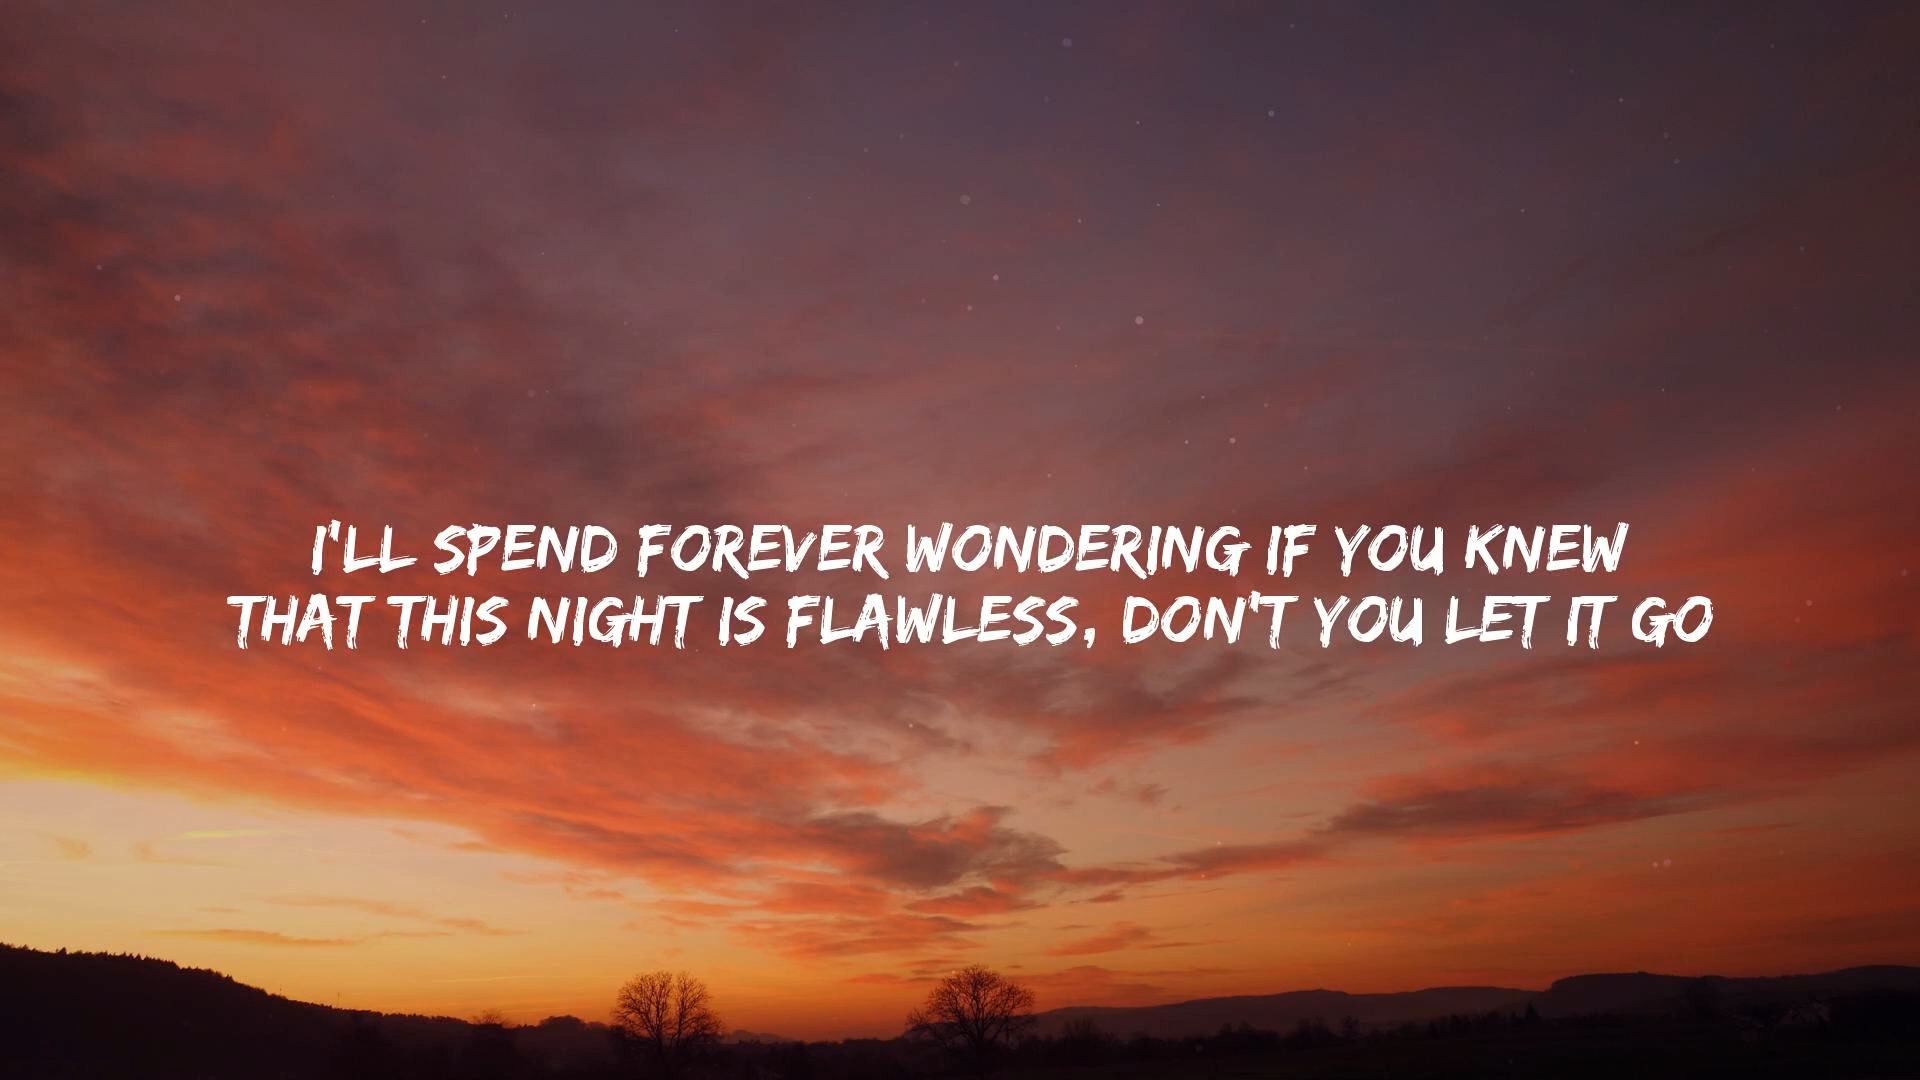 I'LL SPEND FOREVER WONDERING IF YOU KNEW
THAT THIS NIGHT IS FLAWLESS, DON'T YOU LET IT GO